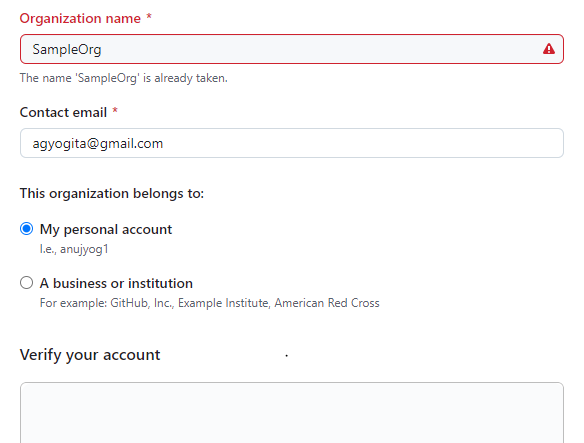 Organization name *
SampleOrg
The name 'SampleOrg' is already taken.
Contact email *
agyogita@gmail.com
This organization belongs to:
My personal account
I.e., anujyog1
A business or institution
For example: GitHub, Inc., Example Institute, American Red Cross
Verify your account